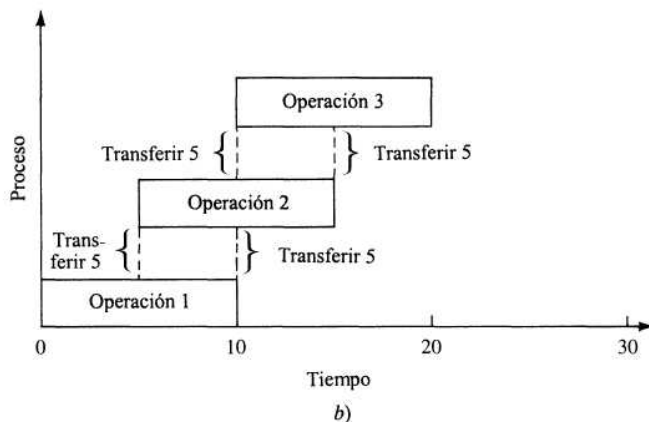 Operación 3
Transferir 5
Transferir 5
Proceso
Operación 2
Trans-
ferir 5
Transferir 5
Operación 1
0
10
20
30
Tiempo
b)